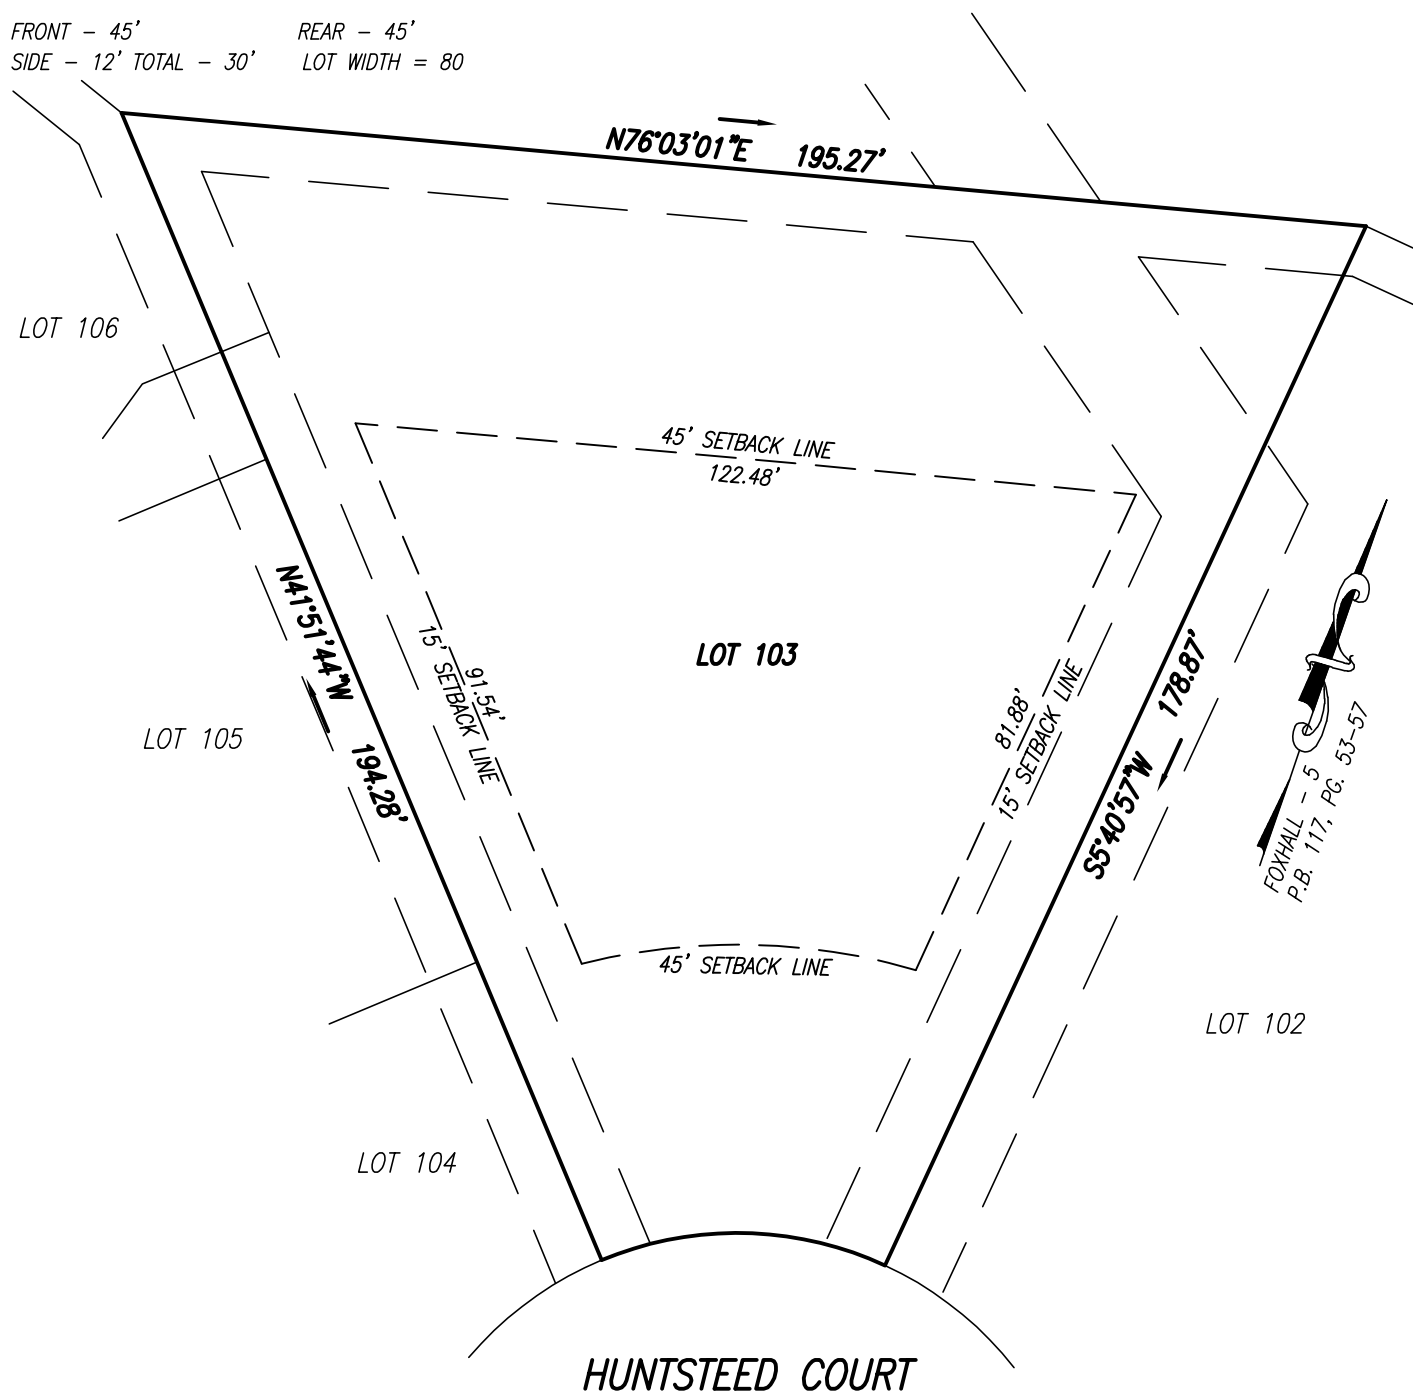 FRONT - 45' REAR - 45'
SIDE - 12' TOTAL - 30' LOT WIDTH = 80
N76°03'01"E 195.27'
LOT 106
45' SETBACK LINE
122.48'
N41°51'44"W 194.28'
15' SETBACK LINE
91.54'
LOT 103
81.88'
15' SETBACK LINE
S5°40'57"W 178.87'
FOXHALL - 5
P.B. 117, PG. 53-57
LOT 105
45' SETBACK LINE
LOT 102
LOT 104
HUNTSTEED COURT